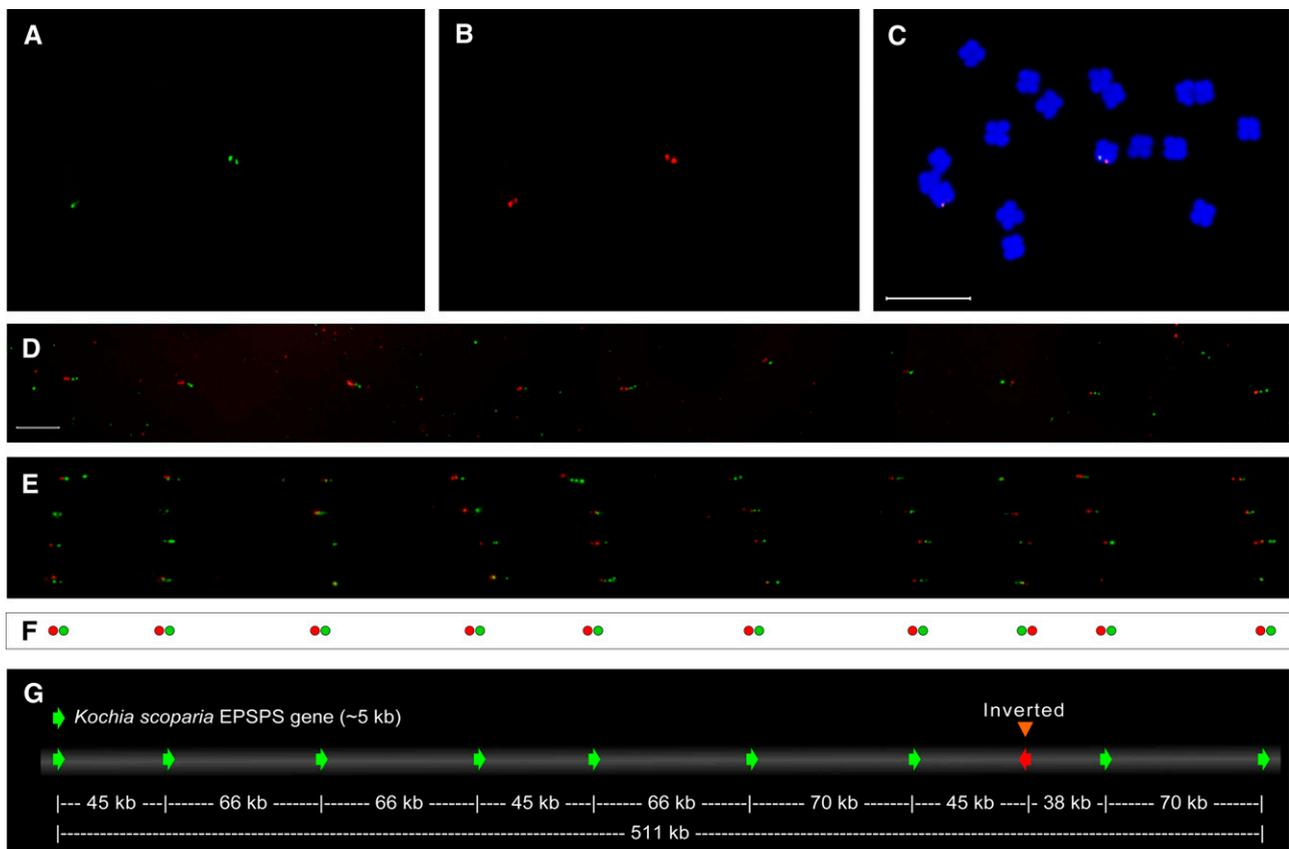 A
B
C
D
E
F
G
Kochia scoparia EPSPS gene (~5 kb)
Inverted
|--- 45 kb ----|------- 66 kb -------|------- 66 kb -------|---- 45 kb ----|------- 66 kb -------|------- 70 kb -------|---- 45 kb ----|-- 38 kb -|------- 70 kb -------|
|---------------------------------- 511 kb ----------------------------------|